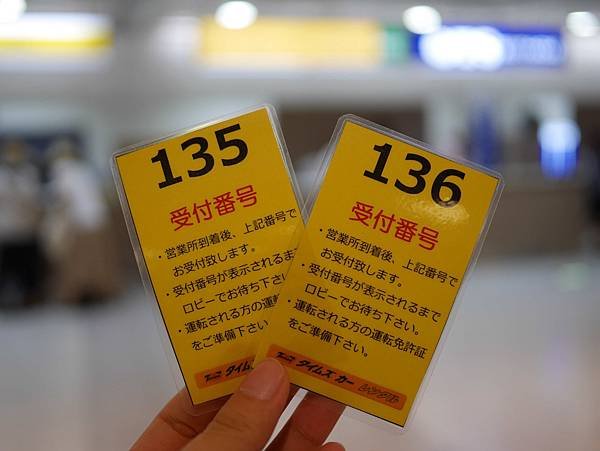 135
受付番号
・営業所到着後、上記番号で
お受付致します。
・受付番号が表示されるまで
ロビーでお待ち下さい
・運転される方の運転
をご準備下さい
タイムズ
136
受付番号
・営業所到着後、上記番号で
お受付致します。
・受付番号が表示されるまで
ロビーでお待ち下さい。
・運転される方の運転免許証
をご準備下さい。
タイムズ カー レンタル